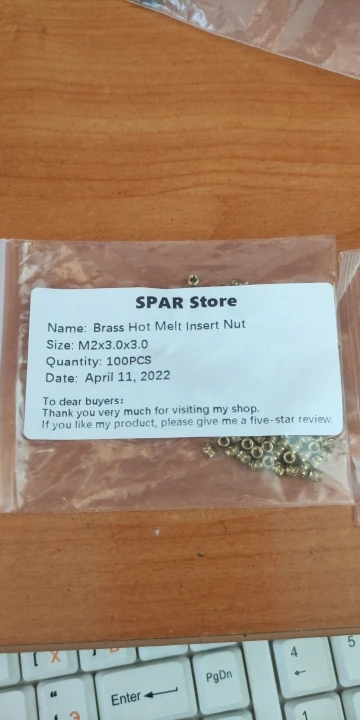 SPAR Store
Name: Brass Hot Melt Insert Nut
Size: M2x3.0x3.0
Quantity: 100PCS
Date: April 11, 2022
To dear buyers:
Thank you very much for visiting my shop.
If you like my product, please give me a five-star review.
[ Х
"
Э
Enter
PgDn
4
1